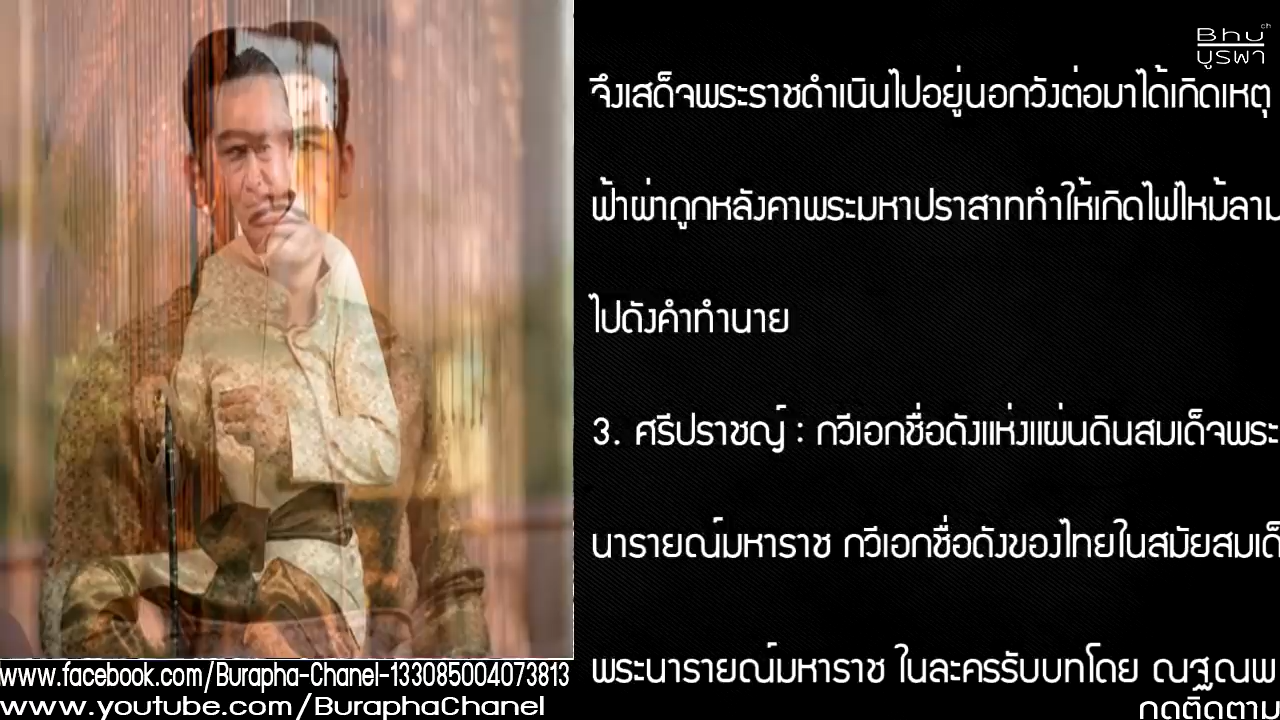 Bhu ch
บูรพา
จึงเสด็จพระราชดำเนินไปอยู่นอกวังต่อมาได้เกิดเหตุ
ฟ้าผ่าถูกหลังคาพระมหาปราสาททำให้เกิดไฟไหม้ลาม
ไปดังคำทำนาย
3. ศรีปราชญ์ : กวีเอกชื่อดังแห่งแผ่นดินสมเด็จพระ
นารายณ์มหาราช กวีเอกชื่อดังของไทยในสมัยสมเด็
พระนารายณ์มหาราช ในละครรับบทโดย ณฐณพ
กดติดตาม
www.facebook.com/Burapha-Chanel-133085004073813
www.youtube.com/BuraphaChanel